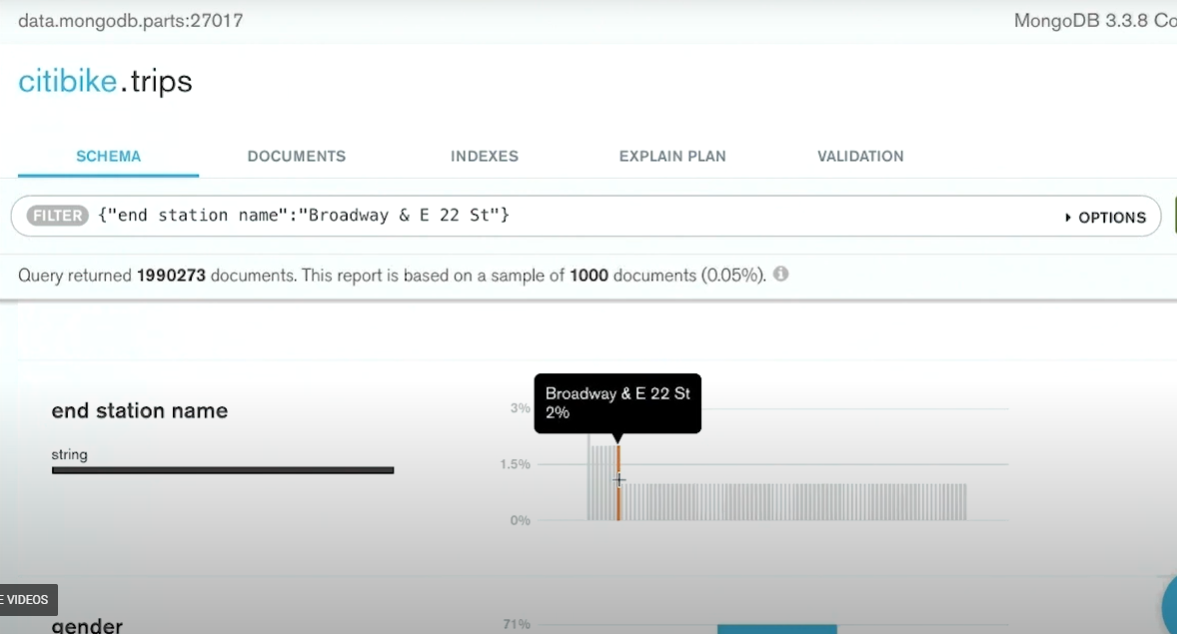 data.mongodb.parts:27017
MongoDB 3.3.8 Co
citibike.trips
SCHEMA
DOCUMENTS
INDEXES
EXPLAIN PLAN
VALIDATION
FILTER {"end station name":"Broadway & E 22 St"}
OPTIONS
Query returned 1990273 documents. This report is based on a sample of 1000 documents (0.05%).
end station name
string
Broadway & E 22 St
2%
3%
1.5%
0%
E VIDEOS
gender
71%